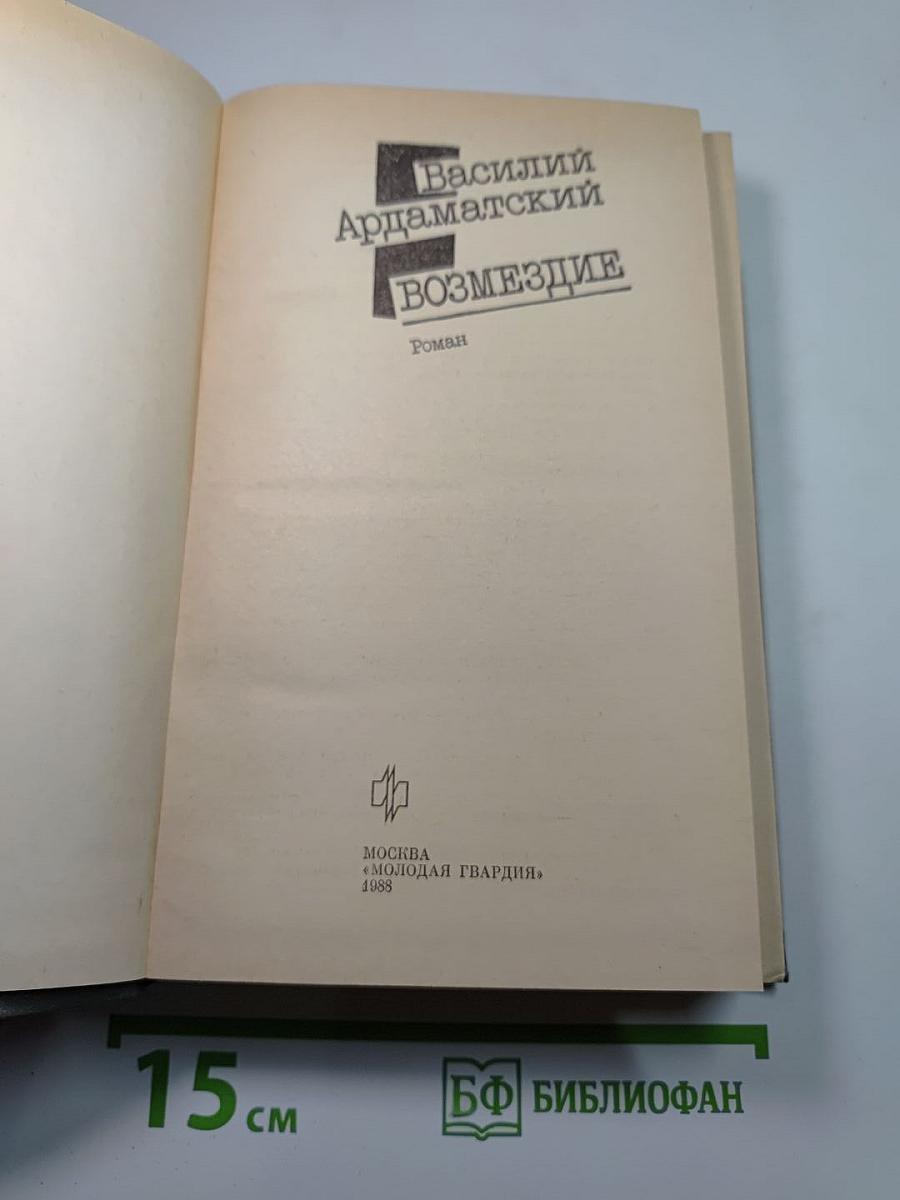 Василий
Ардаматский
ВОЗМЕЗДИЕ
Роман
МОСКВА
«МОЛОДАЯ ГВАРДИЯ»
1988
15 см
БФ БИБЛИОФАН